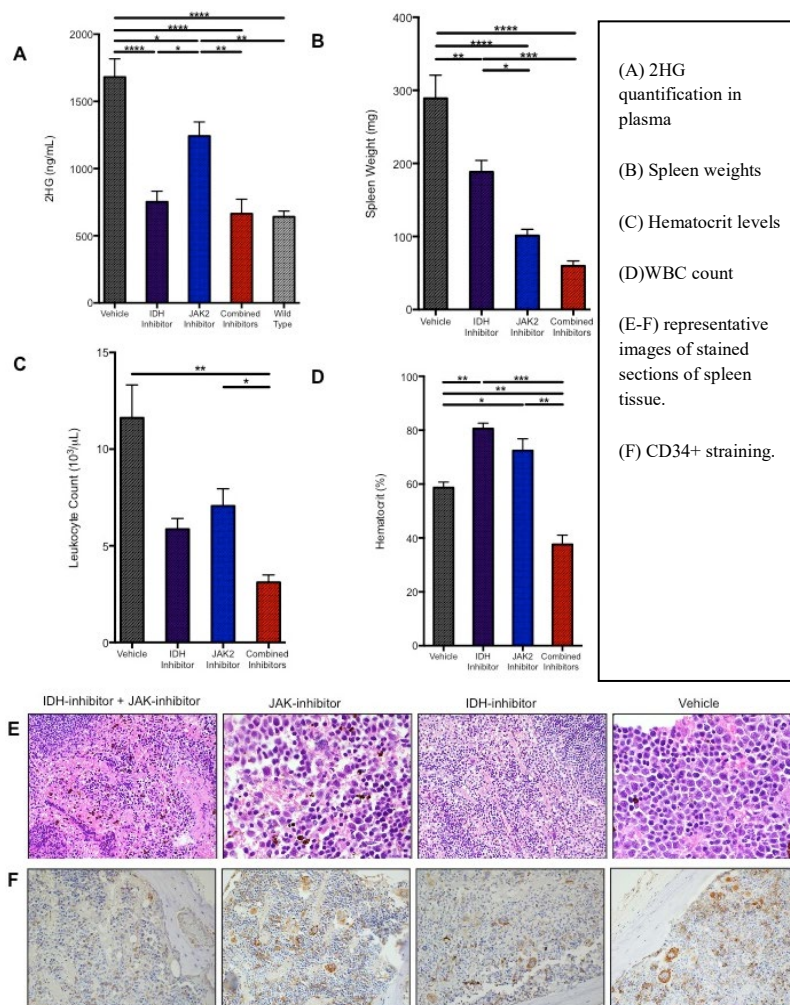 ****
****
* **
**** * **
A
2HG (ng/mL)
2000
1500
1000
500
0
Vehicle
IDH
Inhibitor
JAK2
Inhibitor
Combined
Inhibitors
Wild
Type
B
****
****
** ***
*
Spleen Weight (mg)
400
300
200
100
0
Vehicle
IDH
Inhibitor
JAK2
Inhibitor
Combined
Inhibitors
(A) 2HG
quantification in
plasma
(B) Spleen weights
(C) Hematocrit levels
(D)WBC count
(E-F) representative
images of stained
sections of spleen
tissue.
(F) CD34+ straining.
C
**
*
Leukocyte Count (10³/μL)
15
10
5
0
Vehicle
IDH
Inhibitor
JAK2
Inhibitor
Combined
Inhibitors
D
** ***
**
* **
Hematocrit (%)
100
80
60
40
20
0
Vehicle
IDH
Inhibitor
JAK2
Inhibitor
Combined
Inhibitors
IDH-inhibitor + JAK-inhibitor
JAK-inhibitor
IDH-inhibitor
Vehicle
E
F